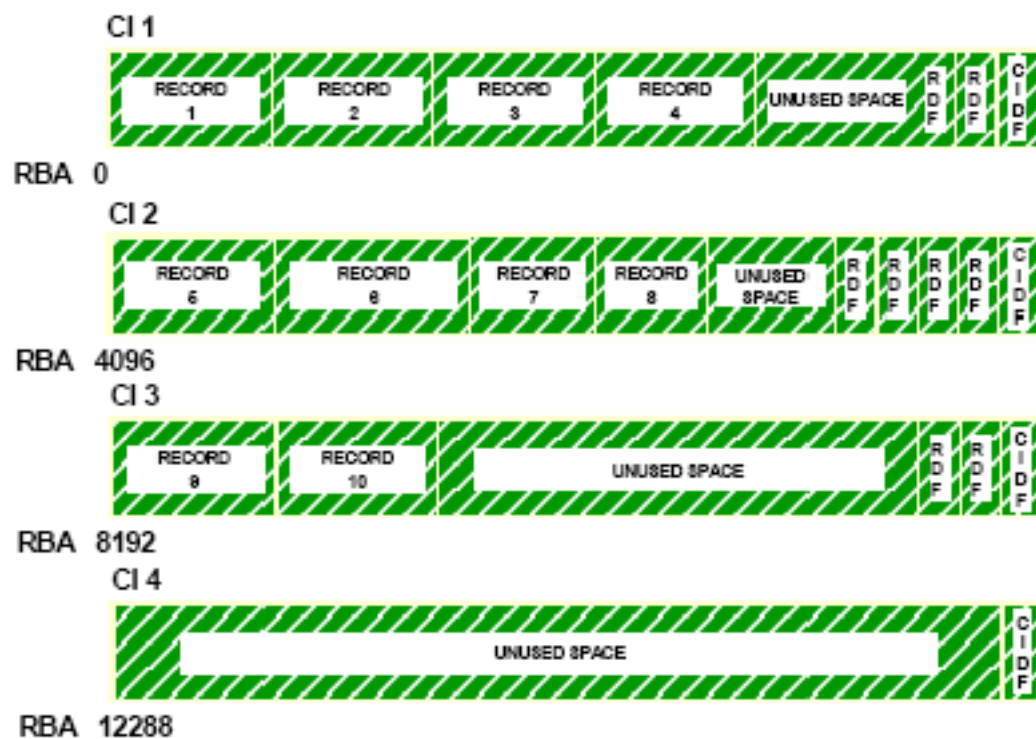 CI 1
RECORD 1 RECORD 2 RECORD 3 RECORD 4 UNUSED SPACE RDF RDF CIDF
RBA 0
CI 2
RECORD 5 RECORD 6 RECORD 7 RECORD 8 UNUSED SPACE RDF RDF RDF RDF CIDF
RBA 4096
CI 3
RECORD 9 RECORD 10 UNUSED SPACE RDF RDF CIDF
RBA 8192
CI 4
UNUSED SPACE CIDF
RBA 12288